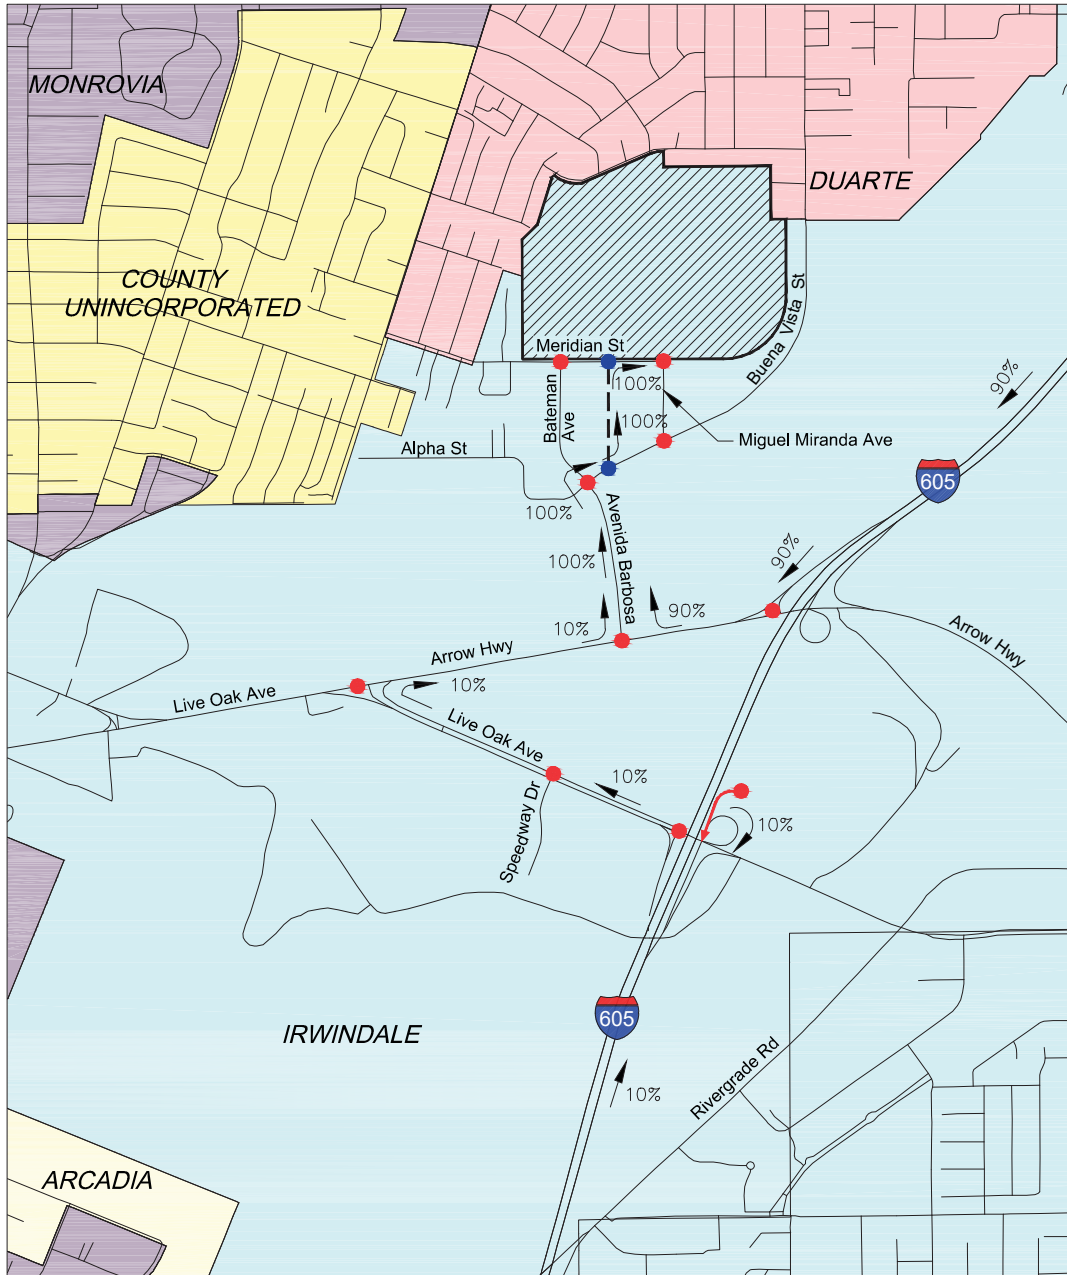 MONROVIA
DUARTE
COUNTY
UNINCORPORATED
Buena Vista St
Meridian St
90%
100%
Bateman
Ave
100%
Miguel Miranda Ave
Alpha St
605
100%
Avenida Barbosa
90%
100%
90%
10%
Arrow Hwy
Arrow Hwy
10%
Live Oak Ave
Live Oak Ave
10%
Speedway Dr
10%
605
IRWINDALE
Rivergrade Rd
10%
ARCADIA